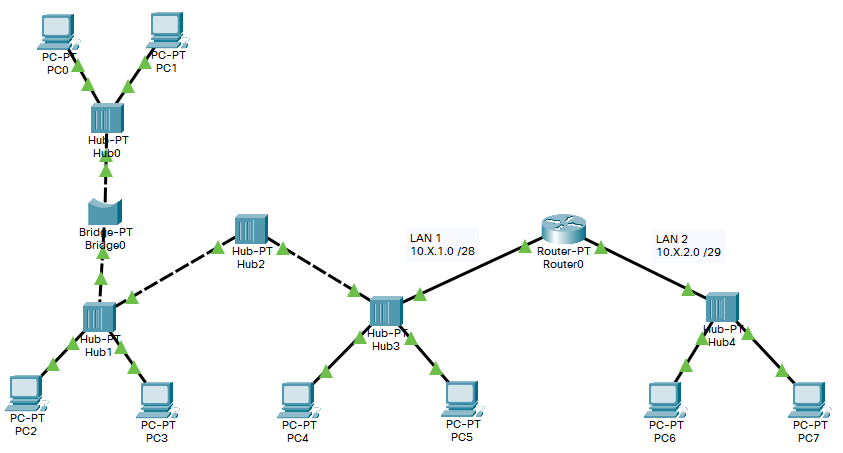 PC-PT
PC0
PC-PT
PC1
Hub-PT
Hub0
Bridge-PT
Bridge0
Hub-PT
Hub2
LAN 1
10.X.1.0 /28
Router-PT
Router0
LAN 2
10.X.2.0 /29
Hub-PT
Hub1
Hub-PT
Hub3
Hub-PT
Hub4
PC-PT
PC2
PC-PT
PC3
PC-PT
PC4
PC-PT
PC5
PC-PT
PC6
PC-PT
PC7